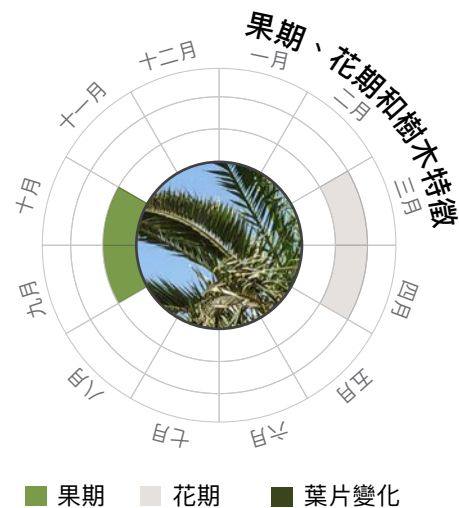 果期、花期和樹木特徵
一月
二月
三月
四月
五月
六月
七月
八月
九月
十月
十一月
十二月
果期
花期
葉片變化